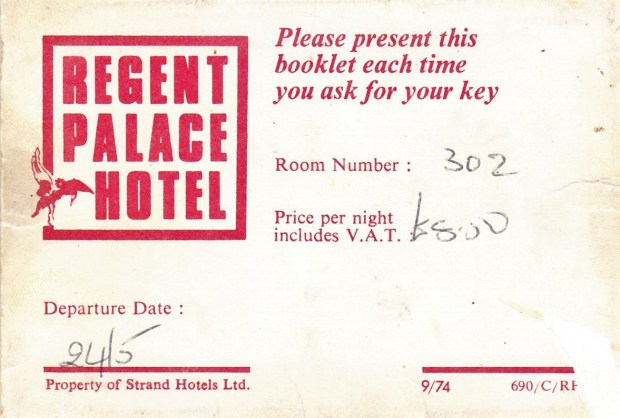 REGENT
PALACE
HOTEL
Please present this
booklet each time
you ask for your key
Room Number : 302
Price per night
includes V.A.T. : £8.00
Departure Date :
24/5
Property of Strand Hotels Ltd.
9/74 690/C/RH